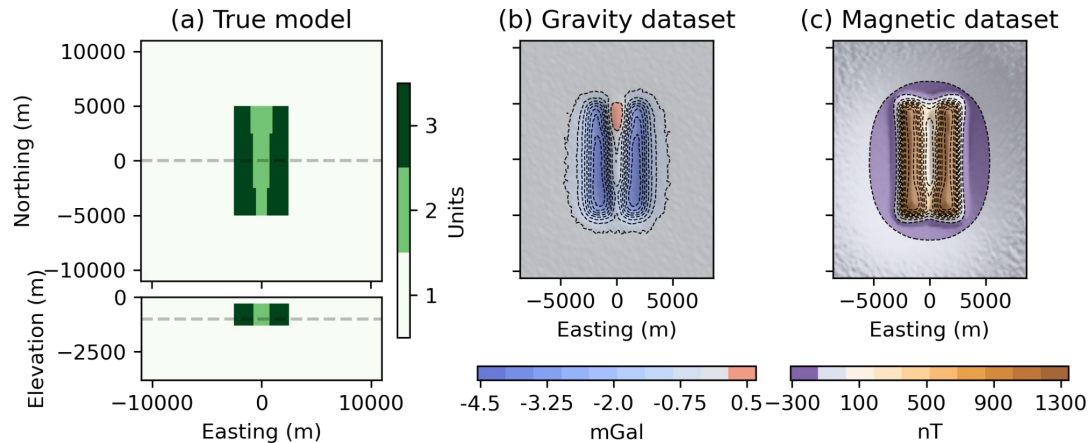 (a) True model
(b) Gravity dataset
(c) Magnetic dataset
Northing (m)
10000
5000
0
−5000
−10000
Elevation (m)
0
−2500
−10000 0 10000
Easting (m)
3
2
1
Units
−5000 0 5000
Easting (m)
-4.5 -3.25 -2.0 -0.75 0.5
mGal
−5000 0 5000
Easting (m)
−300 100 500 900 1300
nT